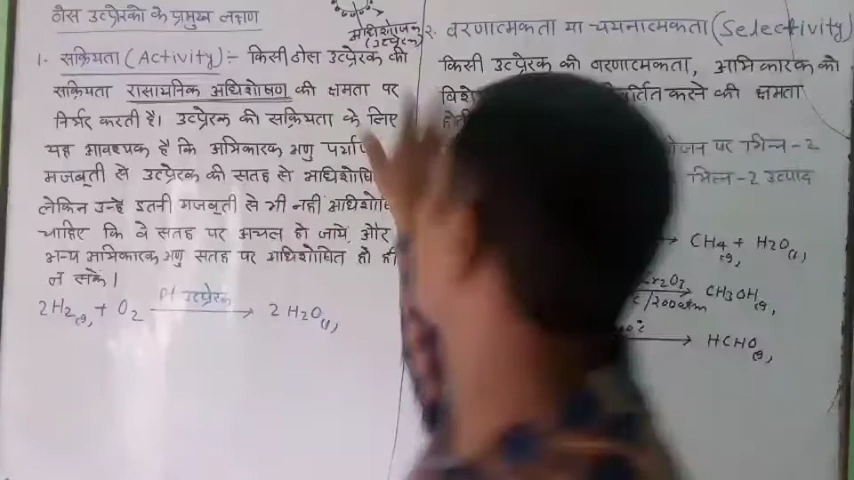 ठोस उत्प्रेरकों के प्रमुख लक्षण
1- सक्रियता (Activity) :- किसी ठोस उत्प्रेरक की
सक्रियता रासायनिक अधिशोषण की क्षमता पर
निर्भर करती है। उत्प्रेरक की सक्रियता के लिए
यह आवश्यक है कि अभिकारक अणु
मजबूती से उत्प्रेरक की सतह हो
लेकिन उन्हें इतनी मजबूती से भी नहीं
चाहिए कि वे सतह पर अचल हो जायें और
अन्य अभिकारक अणु सतह पर अधिशोषित हो ही
न सकें।
2H2(g) + O2 Pt उत्प्रेरक → 2H2O(l)
अधिशोषण
(उत्प्रेरक)
२. वरणात्मकता या चयनात्मकता (Selectivity)
किसी उत्प्रेरक की वरणात्मकता, अभिकारक को
करने की क्षमता
पर भिन्न-2
भिन्न-2 उत्पाद
→ CH4 + H2O(l)
(g)
→ CH3OH(g)
→ HCHO(g)